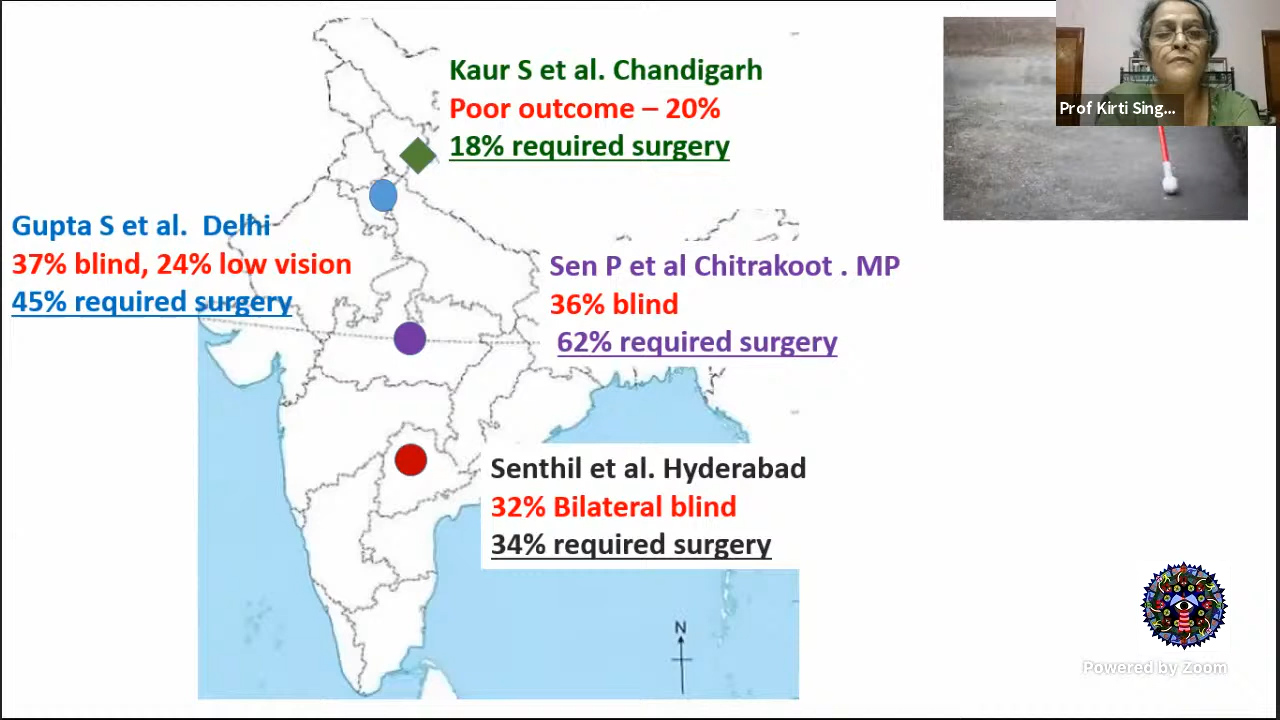 Kaur S et al. Chandigarh
Poor outcome – 20%
18% required surgery
Prof Kirti Sing...
Gupta S et al. Delhi
37% blind, 24% low vision
45% required surgery
Sen P et al Chitrakoot . MP
36% blind
62% required surgery
Senthil et al. Hyderabad
32% Bilateral blind
34% required surgery
N
Powered by Zoom